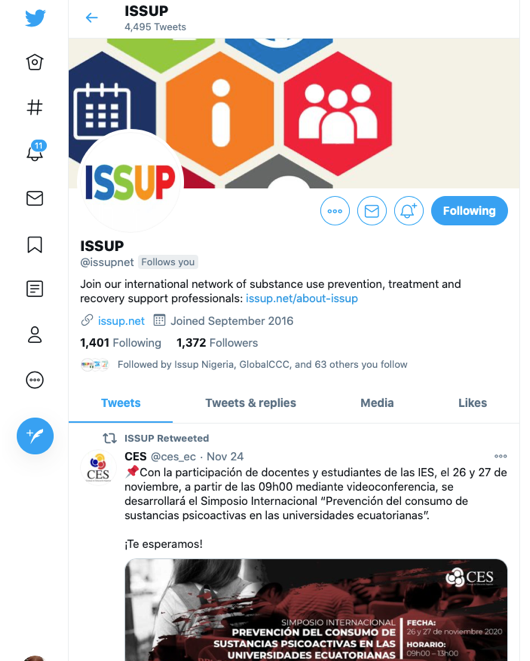 ISSUP
4,495 Tweets
11
ISSUP
Following
ISSUP
@issupnet Follows you
Join our international network of substance use prevention, treatment and
recovery support professionals: issup.net/about-issup
issup.net Joined September 2016
1,401 Following 1,372 Followers
Followed by Issup Nigeria, GlobalCCC, and 63 others you follow
Tweets Tweets & replies Media Likes
ISSUP Retweeted
CES @ces_ec · Nov 24
CES
📌Con la participación de docentes y estudiantes de las IES, el 26 y 27 de
noviembre, a partir de las 09h00 mediante videoconferencia, se
desarrollará el Simposio Internacional “Prevención del consumo de
sustancias psicoactivas en las universidades ecuatorianas”.
¡Te esperamos!
CES
SIMPOSIO INTERNACIONAL
PREVENCIÓN DEL CONSUMO DE
SUSTANCIAS PSICOACTIVAS EN LAS
UNIVERSIDADES ECUATORIANAS
FECHA:
26 y 27 de noviembre 2020
HORARIO:
09h00 – 13h00